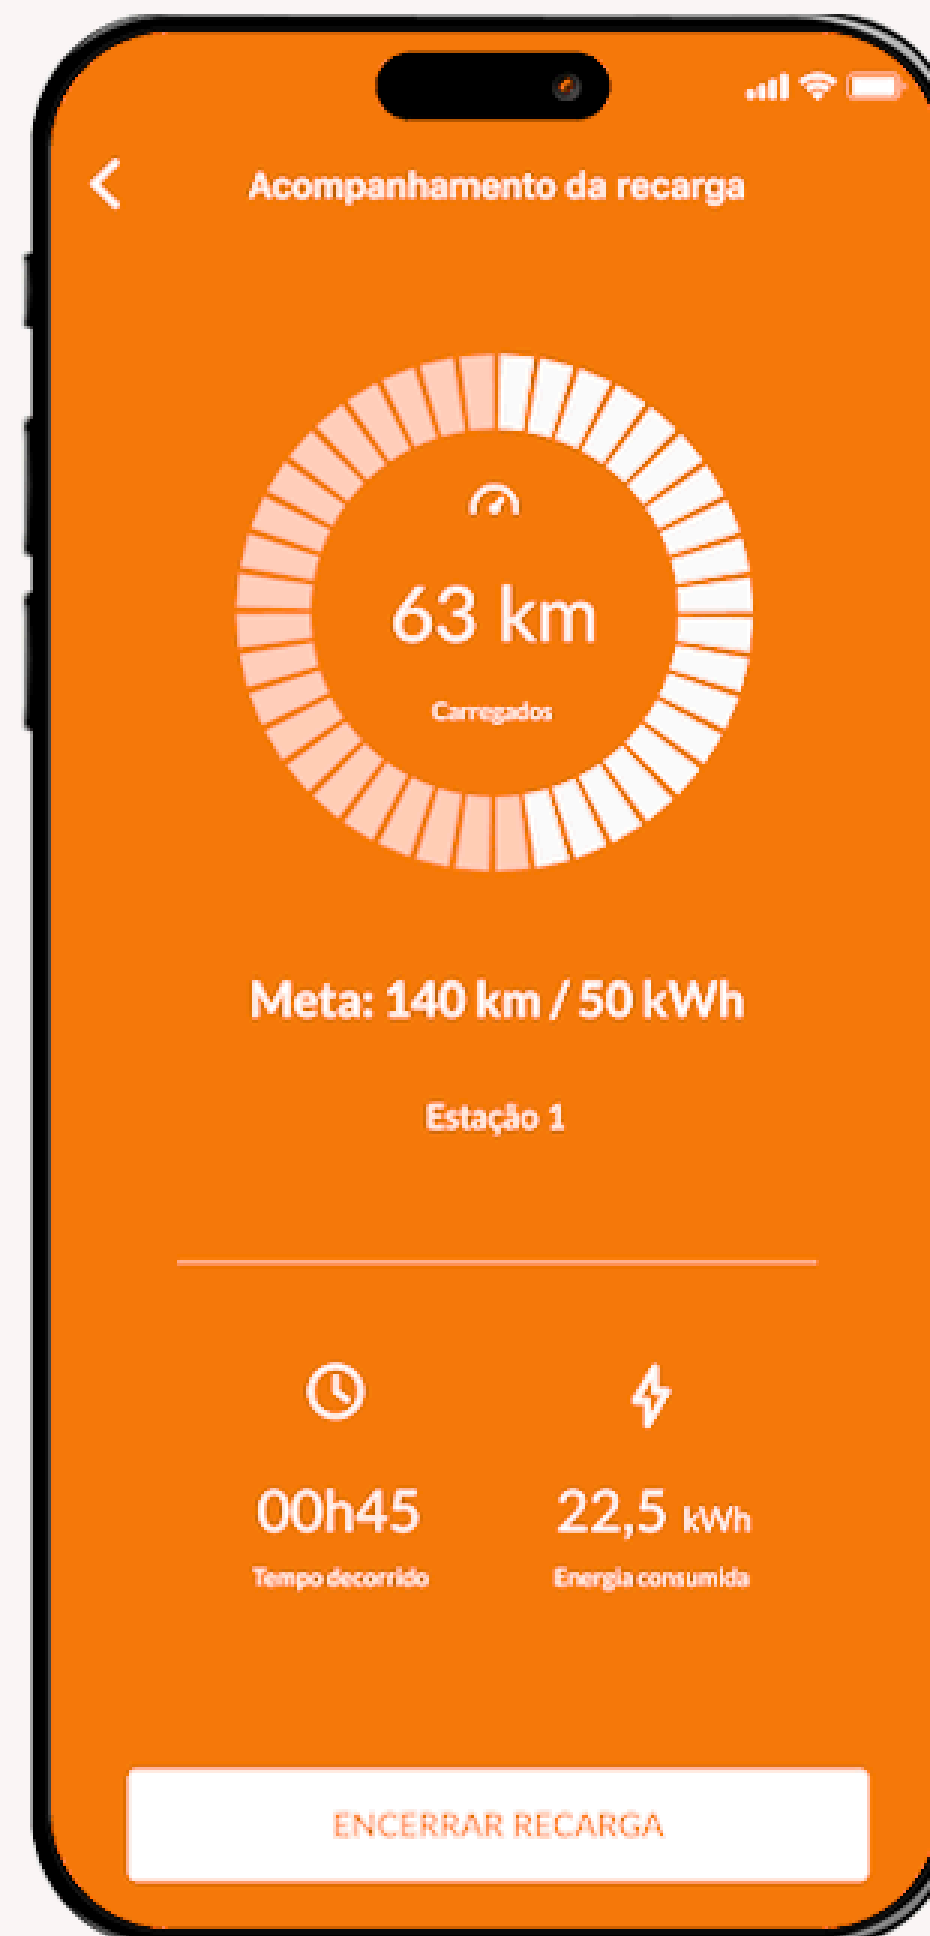 Acompanhamento da recarga
63 km
Carregados
Meta: 140 km / 50 kWh
Estação 1
00h45
Tempo decorrido
22,5 kWh
Energia consumida
ENCERRAR RECARGA